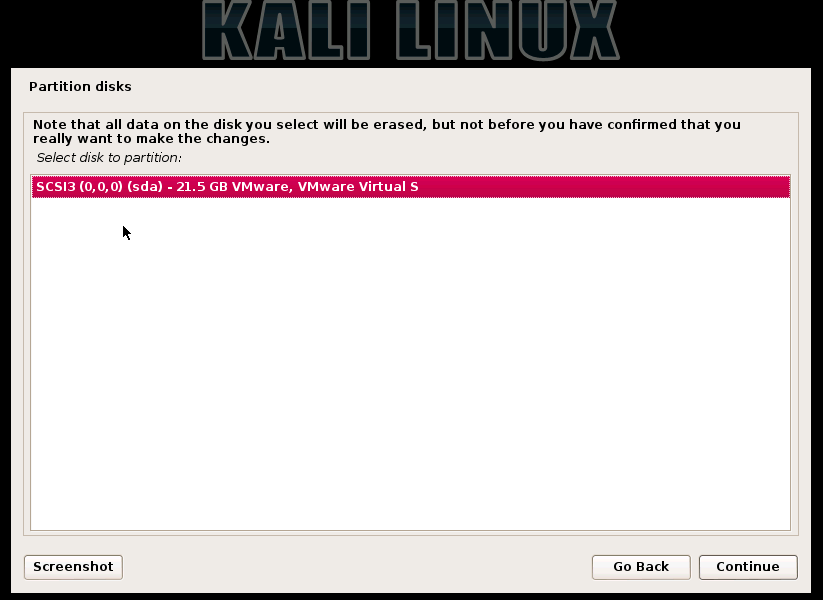 KALI LINUX
Partition disks
Note that all data on the disk you select will be erased, but not before you have confirmed that you
really want to make the changes.
Select disk to partition:
SCSI3 (0,0,0) (sda) - 21.5 GB VMware, VMware Virtual S
Screenshot
Go Back
Continue